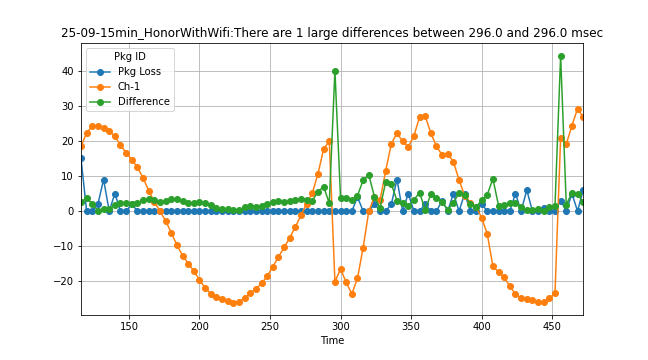 25-09-15min_HonorWithWifi:There are 1 large differences between 296.0 and 296.0 msec
Pkg ID
Pkg Loss
Ch-1
Difference
40
30
20
10
0
−10
−20
150
200
250
300
350
400
450
Time